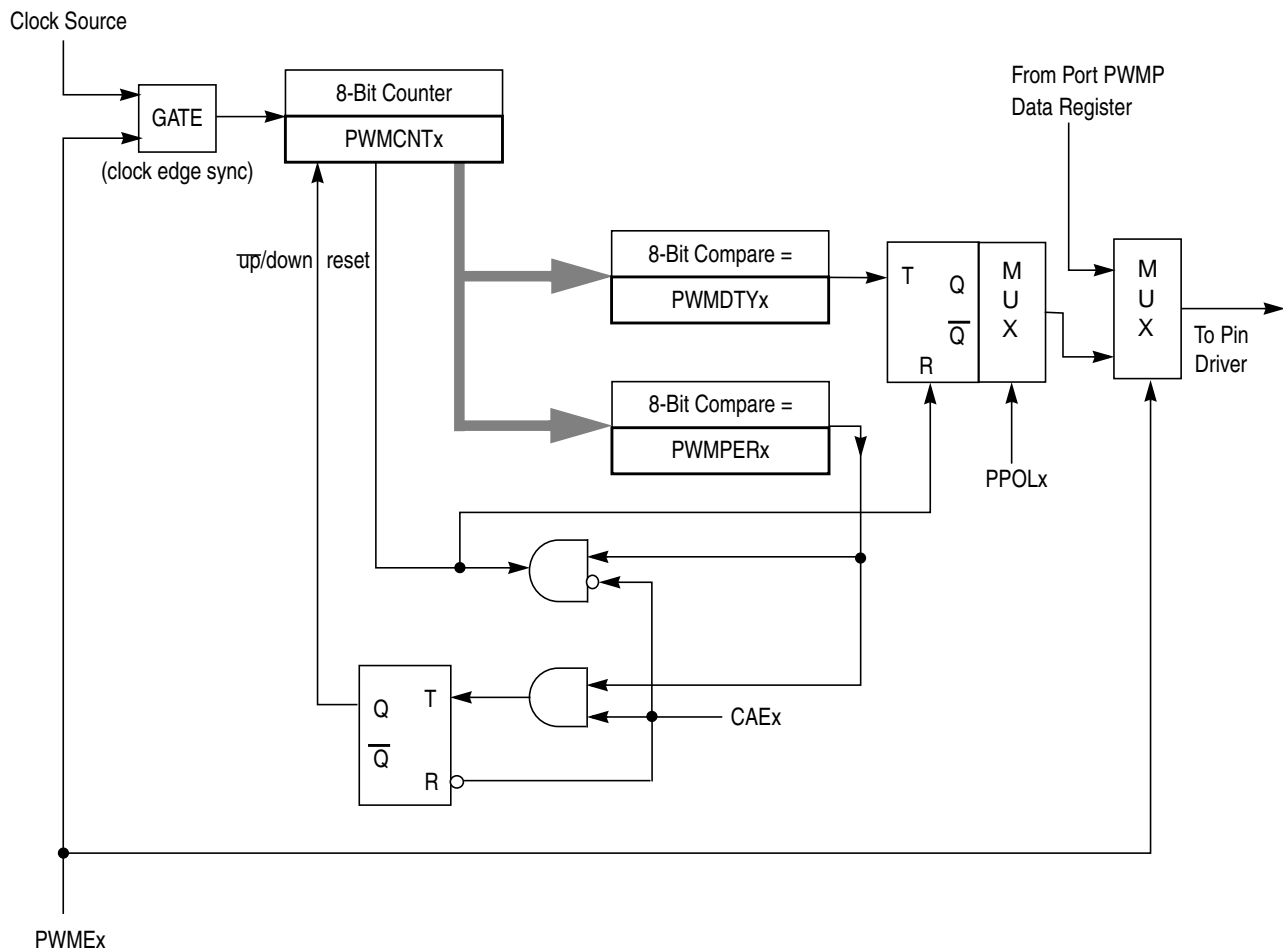 Clock Source
GATE
(clock edge sync)
8-Bit Counter
PWMCNTx
From Port PWMP
Data Register
u̅p̅/down reset
8-Bit Compare =
PWMDTYx
T
Q
Q̅
R
M
U
X
M
U
X
To Pin
Driver
8-Bit Compare =
PWMPERx
PPOLx
Q
T
Q̅
R
CAEx
PWMEx